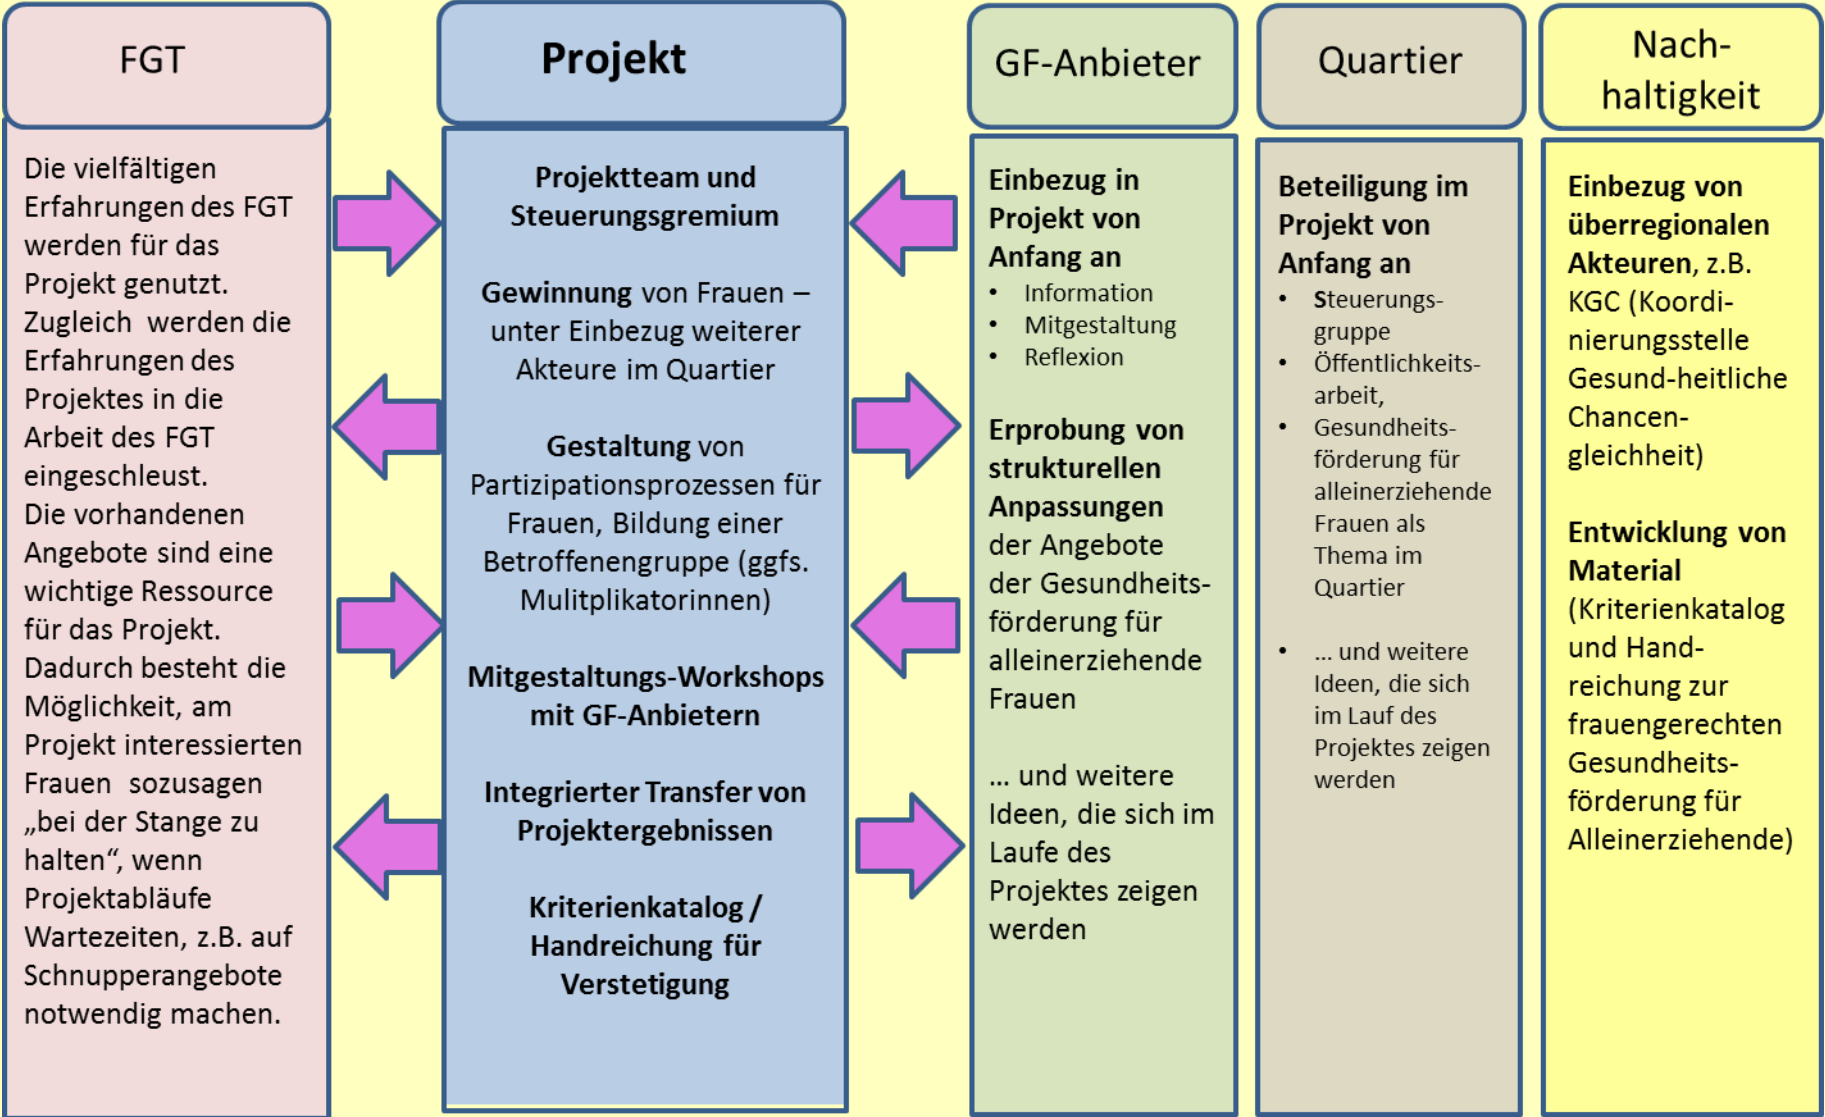 FGT
Die vielfältigen
Erfahrungen des FGT
werden für das
Projekt genutzt.
Zugleich werden die
Erfahrungen des
Projektes in die
Arbeit des FGT
eingeschleust.
Die vorhandenen
Angebote sind eine
wichtige Ressource
für das Projekt.
Dadurch besteht die
Möglichkeit, am
Projekt interessierten
Frauen sozusagen
„bei der Stange zu
halten“, wenn
Projektabläufe
Wartezeiten, z.B. auf
Schnupperangebote
notwendig machen.
Projekt
Projektteam und
Steuerungsgremium
Gewinnung von Frauen –
unter Einbezug weiterer
Akteure im Quartier
Gestaltung von
Partizipationsprozessen für
Frauen, Bildung einer
Betroffenengruppe (ggfs.
Mulitplikatorinnen)
Mitgestaltungs-Workshops
mit GF-Anbietern
Integrierter Transfer von
Projektergebnissen
Kriterienkatalog /
Handreichung für
Verstetigung
GF-Anbieter
Einbezug in
Projekt von
Anfang an
• Information
• Mitgestaltung
• Reflexion
Erprobung von
strukturellen
Anpassungen
der Angebote
der Gesundheits-
förderung für
alleinerziehende
Frauen
... und weitere
Ideen, die sich im
Laufe des
Projektes zeigen
werden
Quartier
Beteiligung im
Projekt von
Anfang an
• Steuerungs-
gruppe
• Öffentlichkeits-
arbeit,
• Gesundheits-
förderung für
alleinerziehende
Frauen als
Thema im
Quartier
• ... und weitere
Ideen, die sich
im Lauf des
Projektes zeigen
werden
Nach-
haltigkeit
Einbezug von
überregionalen
Akteuren, z.B.
KGC (Koordi-
nierungsstelle
Gesund-heitliche
Chancen-
gleichheit)
Entwicklung von
Material
(Kriterienkatalog
und Hand-
reichung zur
frauengerechten
Gesundheits-
förderung für
Alleinerziehende)